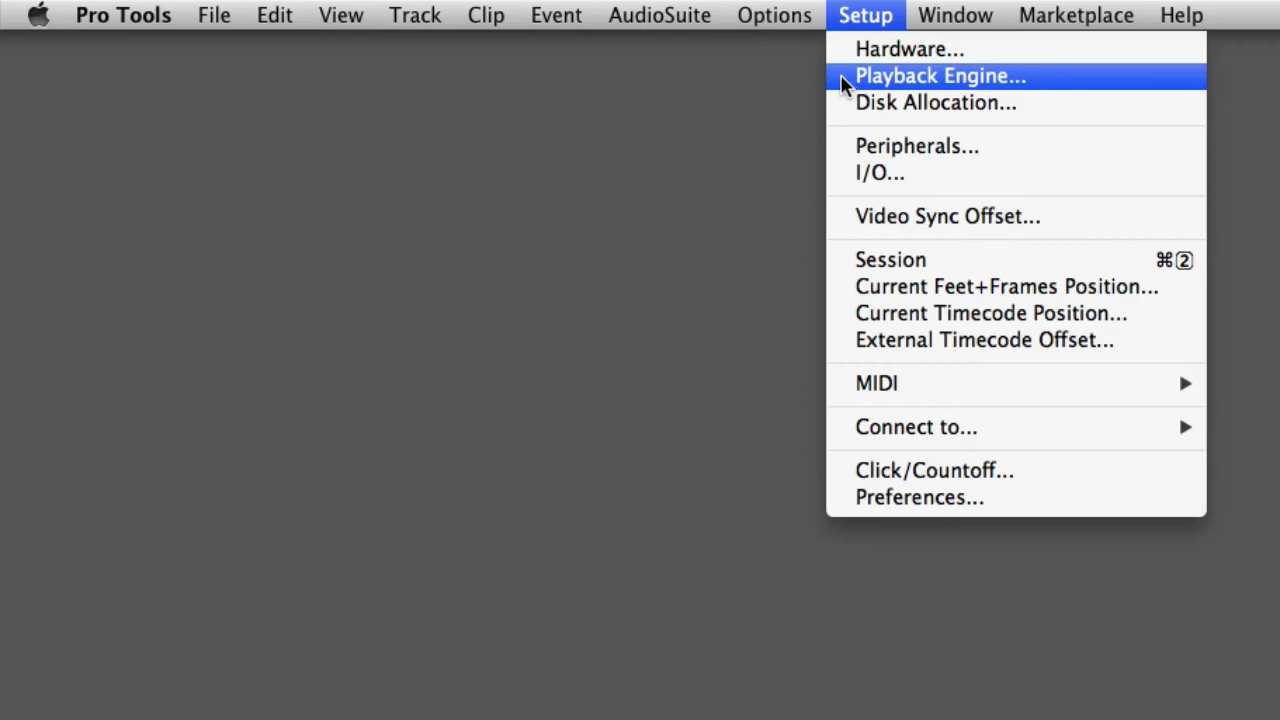 Pro Tools File Edit View Track Clip Event AudioSuite Options Setup Window Marketplace Help
Hardware...
Playback Engine...
Disk Allocation...
Peripherals...
I/O...
Video Sync Offset...
Session ⌘2
Current Feet+Frames Position...
Current Timecode Position...
External Timecode Offset...
MIDI
Connect to...
Click/Countoff...
Preferences...